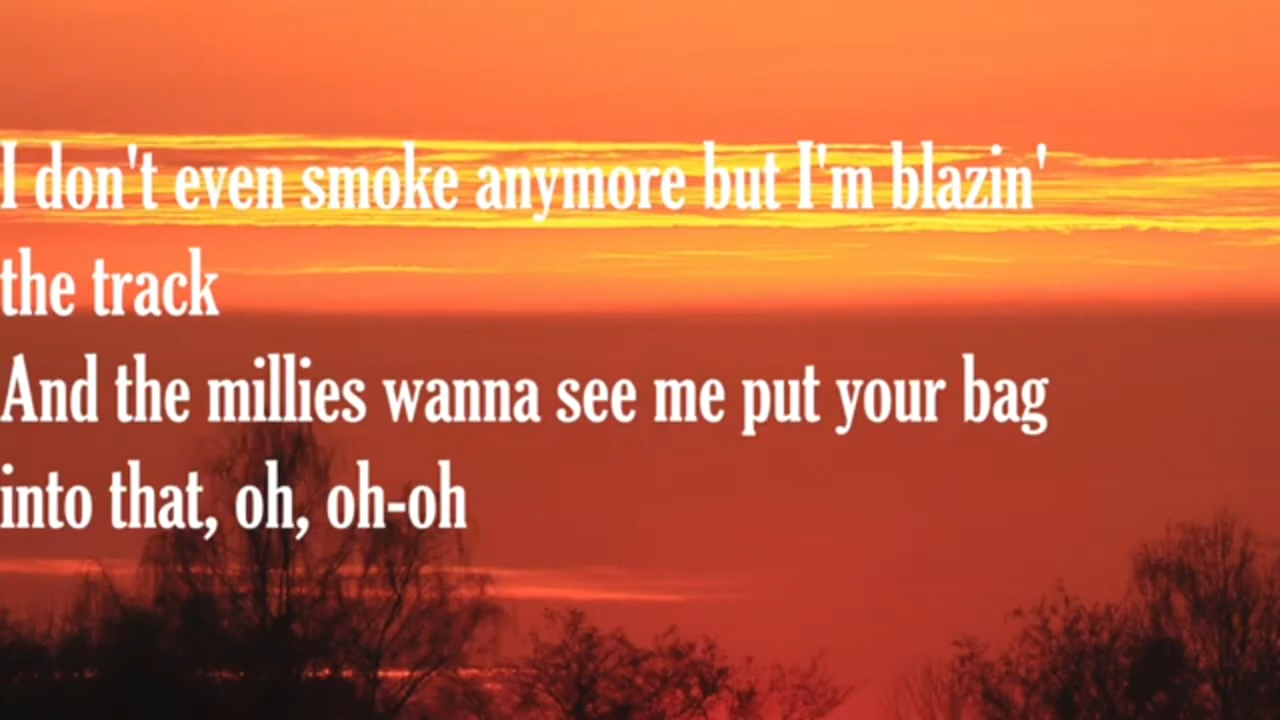 I don't even smoke anymore but I'm blazin'
the track
And the millies wanna see me put your bag
into that, oh, oh-oh